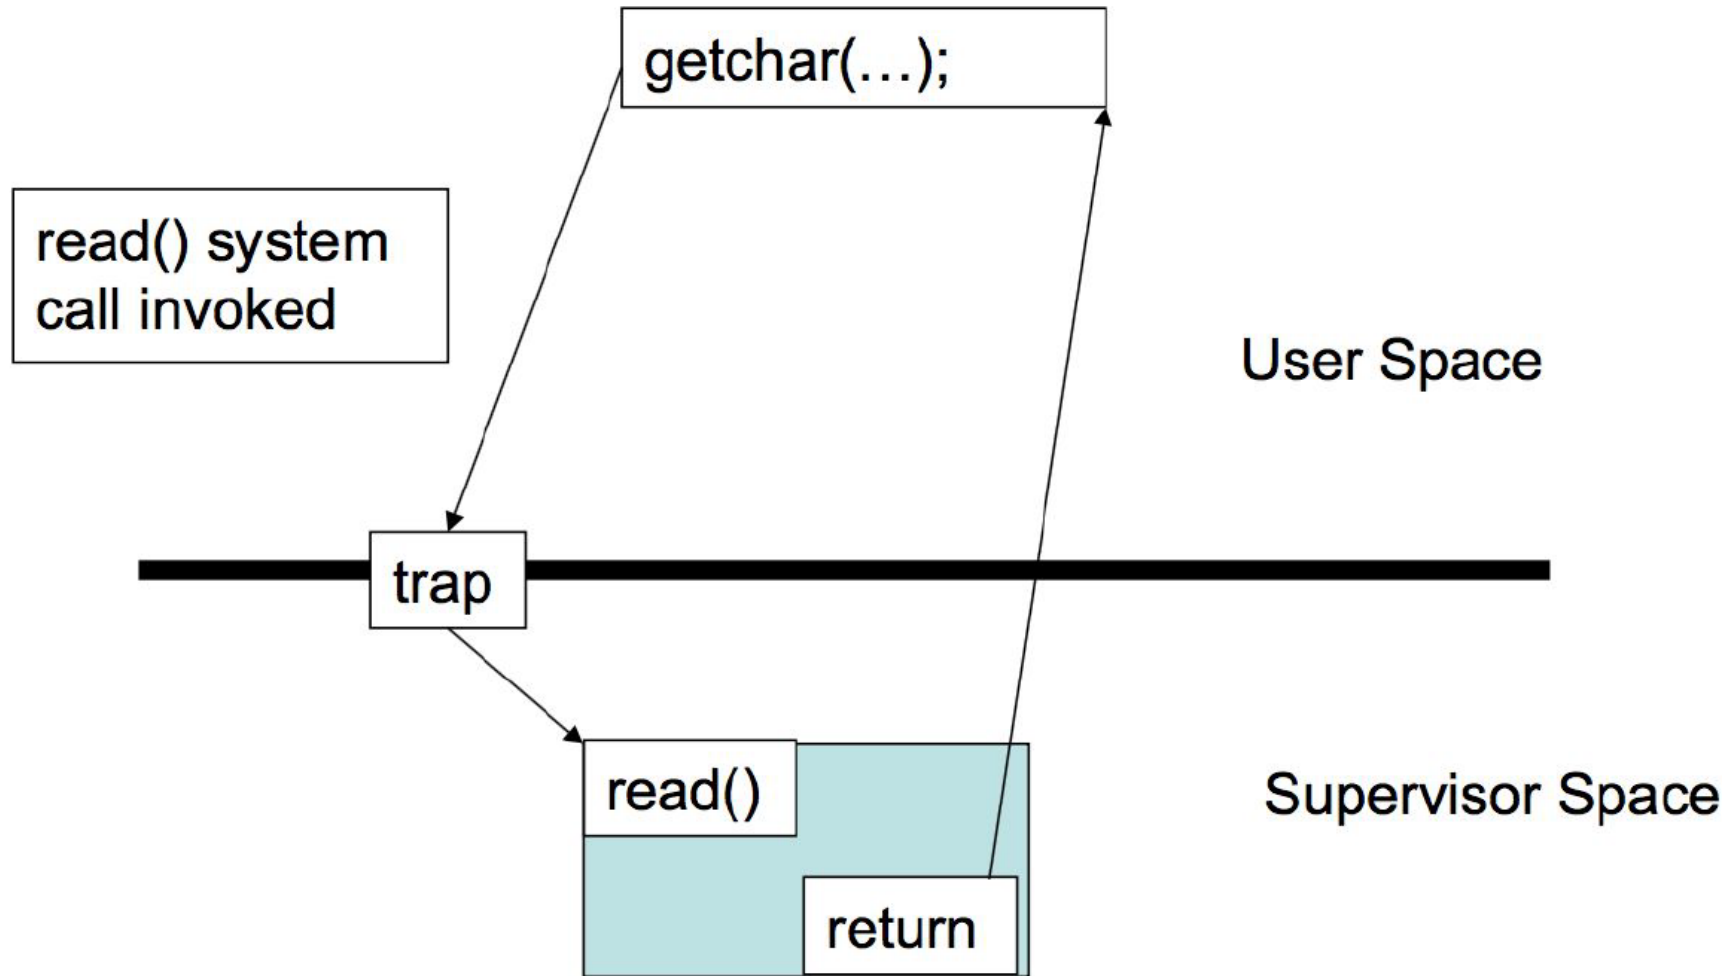 getchar(…);
read() system
call invoked
User Space
trap
read()
Supervisor Space
return